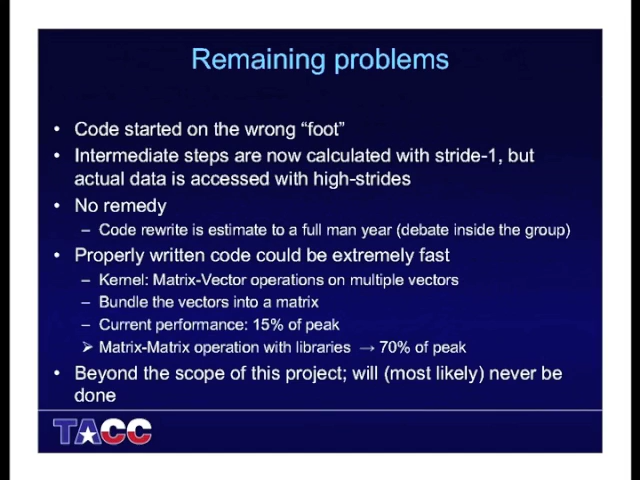 Remaining problems
• Code started on the wrong “foot”
• Intermediate steps are now calculated with stride-1, but
actual data is accessed with high-strides
• No remedy
– Code rewrite is estimate to a full man year (debate inside the group)
• Properly written code could be extremely fast
– Kernel: Matrix-Vector operations on multiple vectors
– Bundle the vectors into a matrix
– Current performance: 15% of peak
➢ Matrix-Matrix operation with libraries → 70% of peak
• Beyond the scope of this project; will (most likely) never be
done
TACC